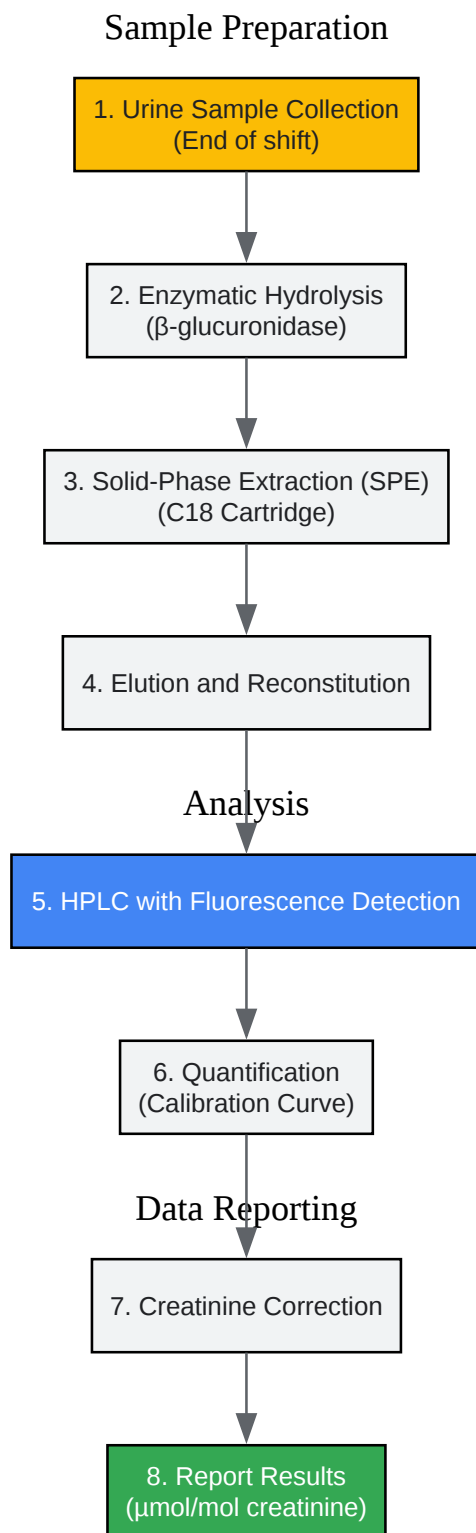 Sample Preparation
1. Urine Sample Collection
(End of shift)
2. Enzymatic Hydrolysis
(β-glucuronidase)
3. Solid-Phase Extraction (SPE)
(C18 Cartridge)
4. Elution and Reconstitution
Analysis
5. HPLC with Fluorescence Detection
6. Quantification
(Calibration Curve)
Data Reporting
7. Creatinine Correction
8. Report Results
(µmol/mol creatinine)